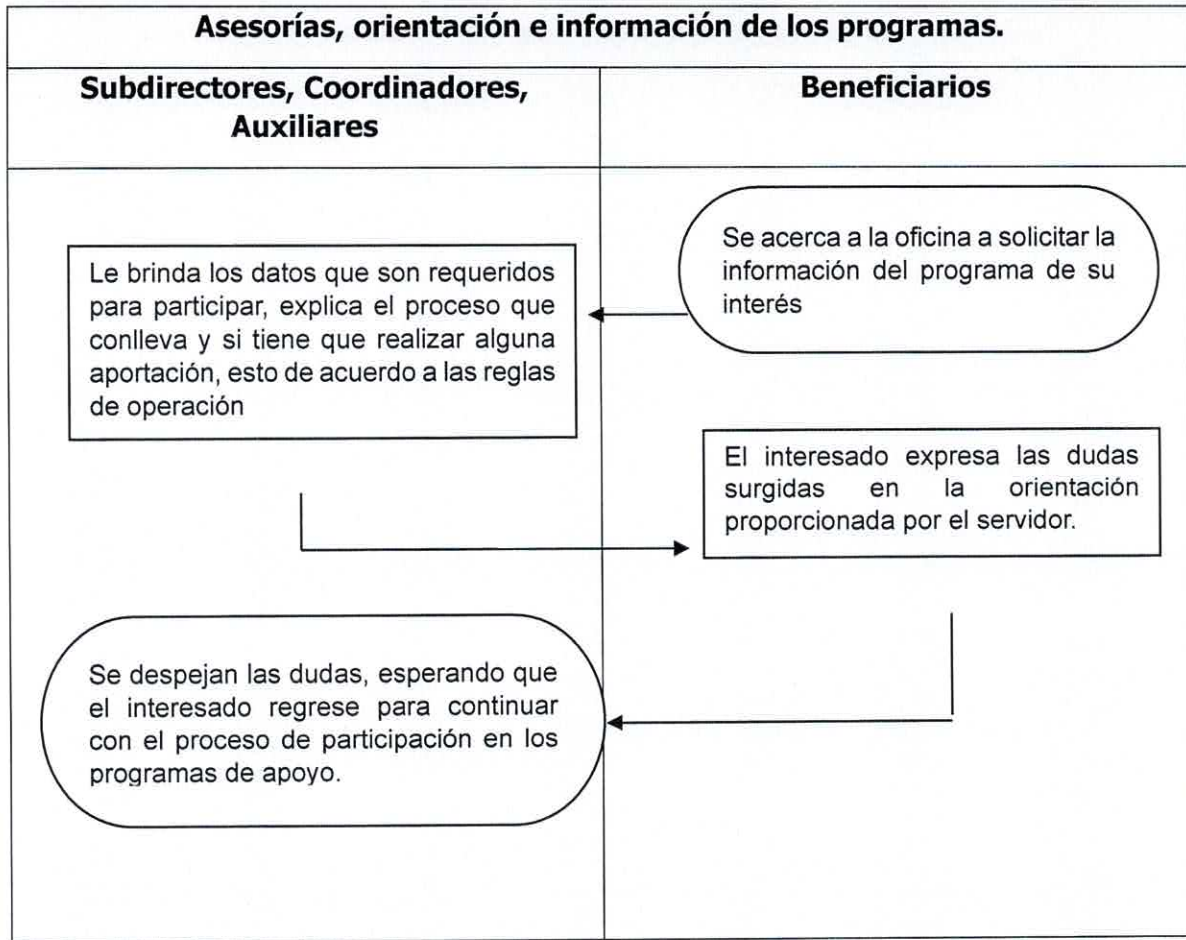 Asesorías, orientación e información de los programas.
Subdirectores, Coordinadores,
Auxiliares
Beneficiarios
Se acerca a la oficina a solicitar la
información del programa de su
interés
Le brinda los datos que son requeridos
para participar, explica el proceso que
conlleva y si tiene que realizar alguna
aportación, esto de acuerdo a las reglas
de operación
El interesado expresa las dudas
surgidas en la orientación
proporcionada por el servidor.
Se despejan las dudas, esperando que
el interesado regrese para continuar
con el proceso de participación en los
programas de apoyo.